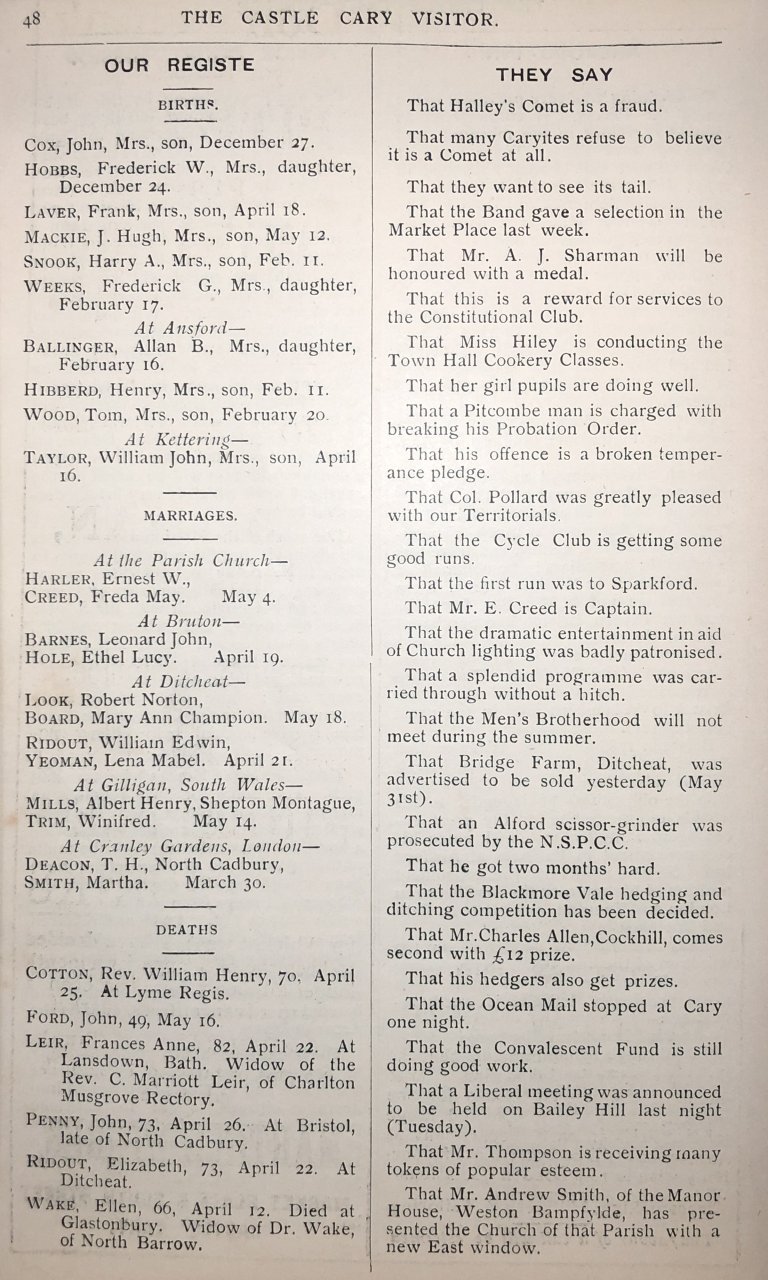 48
THE CASTLE CARY VISITOR.
OUR REGISTE
BIRTHS.
Cox, John, Mrs., son, December 27.
HOBBS, Frederick W., Mrs., daughter,
December 24.
LAVER, Frank, Mrs., son, April 18.
MACKIE, J. Hugh, Mrs., son, May 12.
SNOOK, Harry A., Mrs., son, Feb. 11.
WEEKS, Frederick G., Mrs., daughter,
February 17.
At Ansford—
BALLINGER, Allan B., Mrs., daughter,
February 16.
HIBBERD, Henry, Mrs., son, Feb. 11.
WOOD, Tom, Mrs., son, February 20.
At Kettering—
TAYLOR, William John, Mrs., son, April
16.
MARRIAGES.
At the Parish Church—
HARLER, Ernest W.,
CREED, Freda May. May 4.
At Bruton—
BARNES, Leonard John,
HOLE, Ethel Lucy. April 19.
At Ditcheat—
LOOK, Robert Norton,
BOARD, Mary Ann Champion. May 18.
RIDOUT, William Edwin,
YEOMAN, Lena Mabel. April 21.
At Gilligan, South Wales—
MILLS, Albert Henry, Shepton Montague,
TRIM, Winifred. May 14.
At Cranley Gardens, London—
DEACON, T. H., North Cadbury,
SMITH, Martha. March 30.
DEATHS
COTTON, Rev. William Henry, 70, April
25. At Lyme Regis.
FORD, John, 49, May 16.
LEIR, Frances Anne, 82, April 22. At
Lansdown, Bath. Widow of the
Rev. C. Marriott Leir, of Charlton
Musgrove Rectory.
PENNY, John, 73, April 26. At Bristol,
late of North Cadbury.
RIDOUT, Elizabeth, 73, April 22. At
Ditcheat.
WAKE, Ellen, 66, April 12. Died at
Glastonbury. Widow of Dr. Wake,
of North Barrow.
THEY SAY
That Halley's Comet is a fraud.
That many Caryites refuse to believe
it is a Comet at all.
That they want to see its tail.
That the Band gave a selection in the
Market Place last week.
That Mr. A. J. Sharman will be
honoured with a medal.
That this is a reward for services to
the Constitutional Club.
That Miss Hiley is conducting the
Town Hall Cookery Classes.
That her girl pupils are doing well.
That a Pitcombe man is charged with
breaking his Probation Order.
That his offence is a broken temper-
ance pledge.
That Col. Pollard was greatly pleased
with our Territorials.
That the Cycle Club is getting some
good runs.
That the first run was to Sparkford.
That Mr. E. Creed is Captain.
That the dramatic entertainment in aid
of Church lighting was badly patronised.
That a splendid programme was car-
ried through without a hitch.
That the Men's Brotherhood will not
meet during the summer.
That Bridge Farm, Ditcheat, was
advertised to be sold yesterday (May
31st).
That an Alford scissor-grinder was
prosecuted by the N.S.P.C.C.
That he got two months' hard.
That the Blackmore Vale hedging and
ditching competition has been decided.
That Mr. Charles Allen, Cockhill, comes
second with £12 prize.
That his hedgers also get prizes.
That the Ocean Mail stopped at Cary
one night.
That the Convalescent Fund is still
doing good work.
That a Liberal meeting was announced
to be held on Bailey Hill last night
(Tuesday).
That Mr. Thompson is receiving many
tokens of popular esteem.
That Mr. Andrew Smith, of the Manor
House, Weston Bampfylde, has pre-
sented the Church of that Parish with a
new East window.